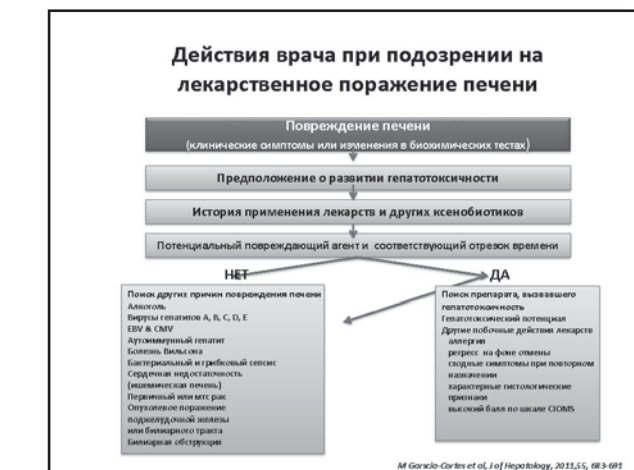 Действия врача при подозрении на
лекарственное поражение печени
Повреждение печени
(клинические симптомы или изменения в биохимических тестах)
Предположение о развитии гепатотоксичности
История применения лекарств и других ксенобиотиков
Потенциальный повреждающий агент и соответствующий отрезок времени
НЕТ
ДА
Поиск других причин повреждения печени
Алкоголь
Вирусы гепатитов A, B, C, D, E
EBV & CMV
Аутоиммунный гепатит
Болезнь Вильсона
Бактериальный и грибковый сепсис
Сердечная недостаточность
(ишемическая печень)
Первичный или мтс рак
Опухолевое поражение
поджелудочной железы
или билиарного тракта
Билиарная обструкция
Поиск препарата, вызвавшего
гепатотоксичность
Гепатотоксический потенциал
Другие побочные действия лекарств
аллергия
регресс на фоне отмены
сходные симптомы при повторном
назначении
характерные гистологические
признаки
высокий балл по шкале CIOMS
M Garscia-Cortes et al, J of Hepatology, 2011,55, 683-691